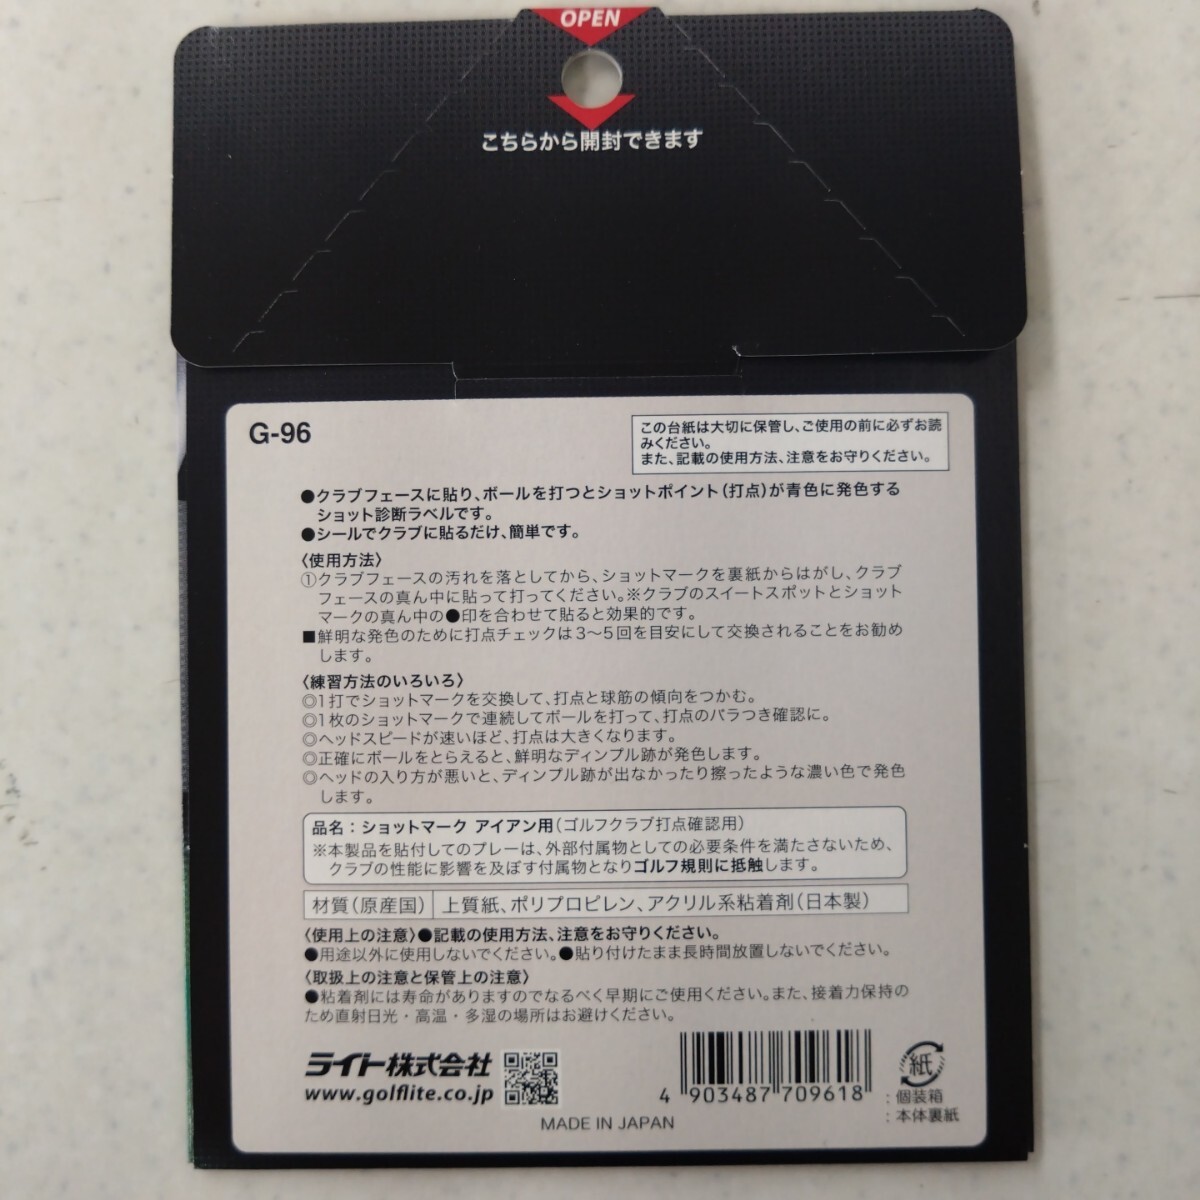 OPEN
こちらから開封できます
G-96
この台紙は大切に保管し、ご使用の前に必ずお読
みください。
また、記載の使用方法、注意をお守りください。
●クラブフェースに貼り、ボールを打つとショットポイント(打点)が青色に発色する
ショット診断ラベルです。
●シールでクラブに貼るだけ、簡単です。
〈使用方法〉
①クラブフェースの汚れを落としてから、ショットマークを裏紙からはがし、クラブ
フェースの真ん中に貼って打ってください。※クラブのスイートスポットとショット
マークの真ん中の●印を合わせて貼ると効果的です。
■鮮明な発色のために打点チェックは3〜5回を目安にして交換されることをお勧め
します。
〈練習方法のいろいろ〉
◎1打でショットマークを交換して、打点と球筋の傾向をつかむ。
◎1枚のショットマークで連続してボールを打って、打点のバラつき確認に。
◎ヘッドスピードが速いほど、打点は大きくなります。
◎正確にボールをとらえると、鮮明なディンプル跡が発色します。
◎ヘッドの入り方が悪いと、ディンプル跡が出なかったり擦ったような濃い色で発色
します。
品名：ショットマーク アイアン用(ゴルフクラブ打点確認用)
※本製品を貼付してのプレーは、外部付属物としての必要条件を満たさないため、
クラブの性能に影響を及ぼす付属物となりゴルフ規則に抵触します。
材質(原産国) 上質紙、ポリプロピレン、アクリル系粘着剤(日本製)
〈使用上の注意〉●記載の使用方法、注意をお守りください。
●用途以外に使用しないでください。●貼り付けたまま長時間放置しないでください。
〈取扱上の注意と保管上の注意〉
●粘着剤には寿命がありますのでなるべく早期にご使用ください。また、接着力保持の
ため直射日光・高温・多湿の場所はお避けください。
ライト株式会社
www.golflite.co.jp
4 903487 709618
紙
：個装箱
：本体裏紙
MADE IN JAPAN